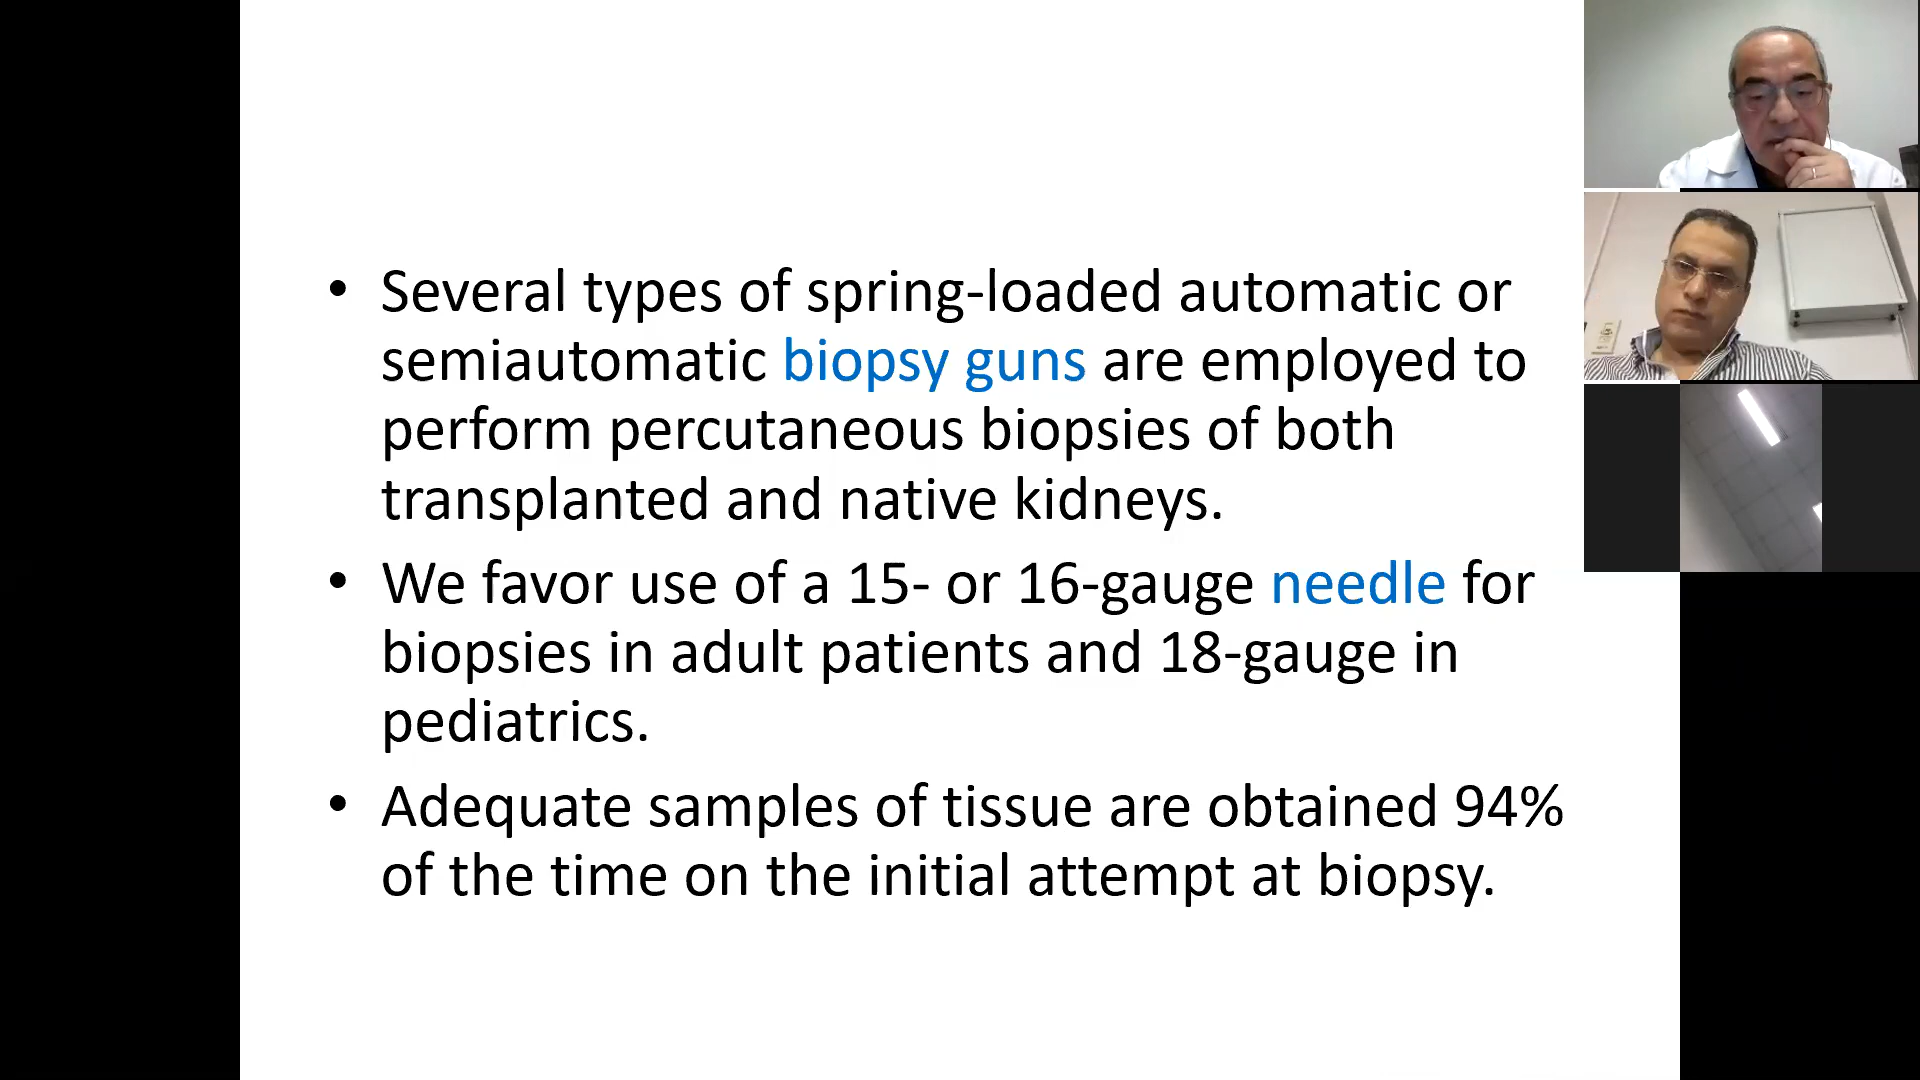 • Several types of spring-loaded automatic or
semiautomatic biopsy guns are employed to
perform percutaneous biopsies of both
transplanted and native kidneys.
• We favor use of a 15- or 16-gauge needle for
biopsies in adult patients and 18-gauge in
pediatrics.
• Adequate samples of tissue are obtained 94%
of the time on the initial attempt at biopsy.